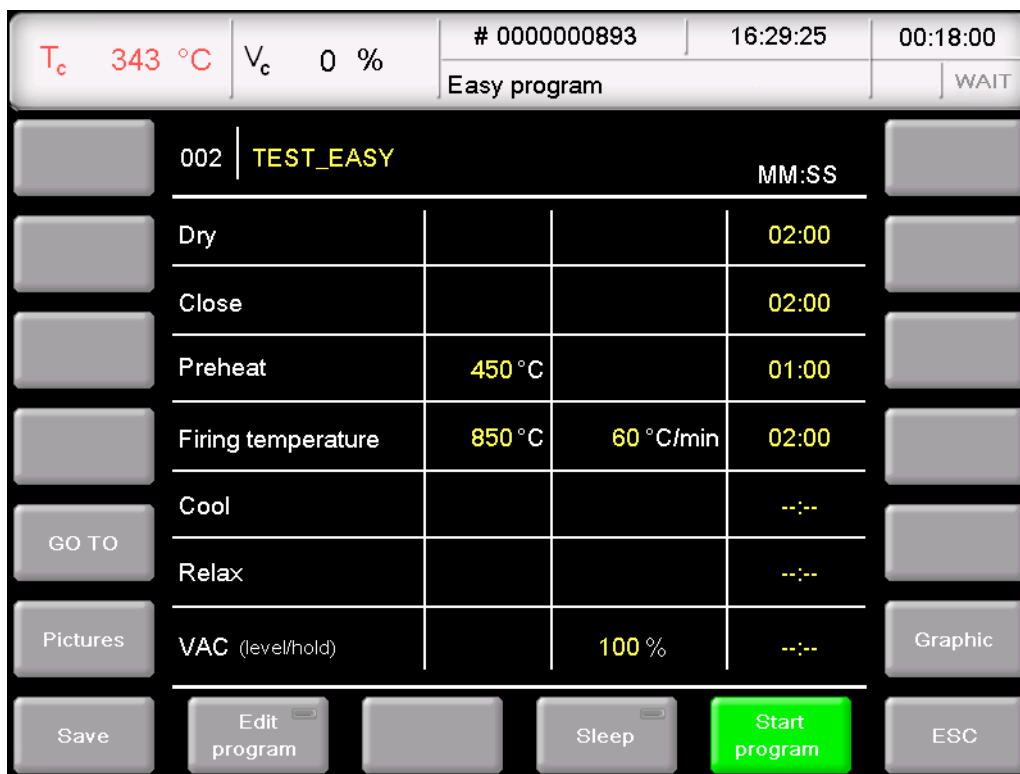 Tc 343 °C
Vc 0 %
# 0000000893
16:29:25
00:18:00
Easy program
WAIT
002 TEST_EASY
MM:SS
Dry 02:00
Close 02:00
Preheat 450 °C 01:00
Firing temperature 850 °C 60 °C/min 02:00
Cool --:--
GO TO
Relax --:--
Pictures
VAC (level/hold) 100 % --:--
Graphic
Save
Edit
program
Sleep
Start
program
ESC